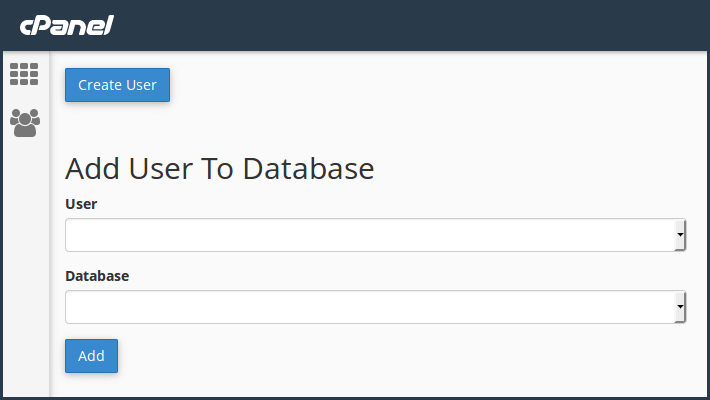 cPanel
Create User
Add User To Database
User
Database
Add